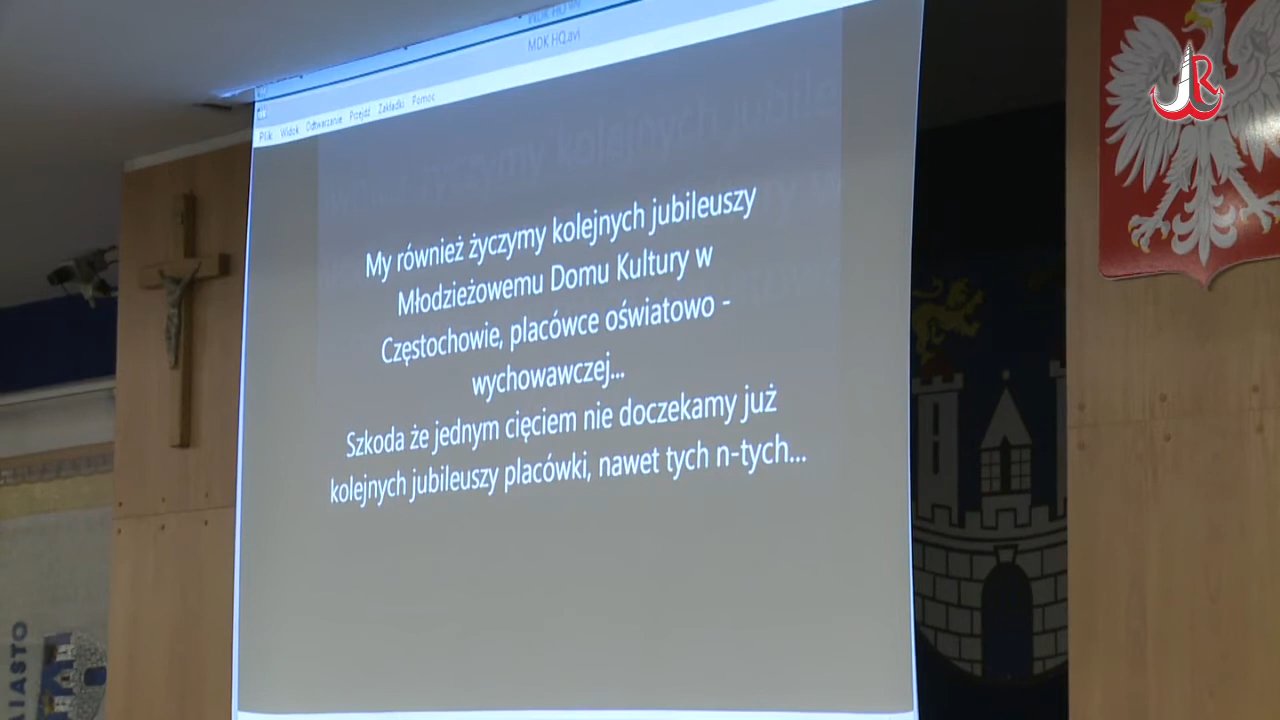 MDK HQ.avi
Plik Widok Odtwarzanie Przejdź Zakładki Pomoc
My również życzymy kolejnych jubileuszy
Młodzieżowemu Domu Kultury w
Częstochowie, placówce oświatowo -
wychowawczej...
Szkoda że jednym cięciem nie doczekamy już
kolejnych jubileuszy placówki, nawet tych n-tych...
MIASTO